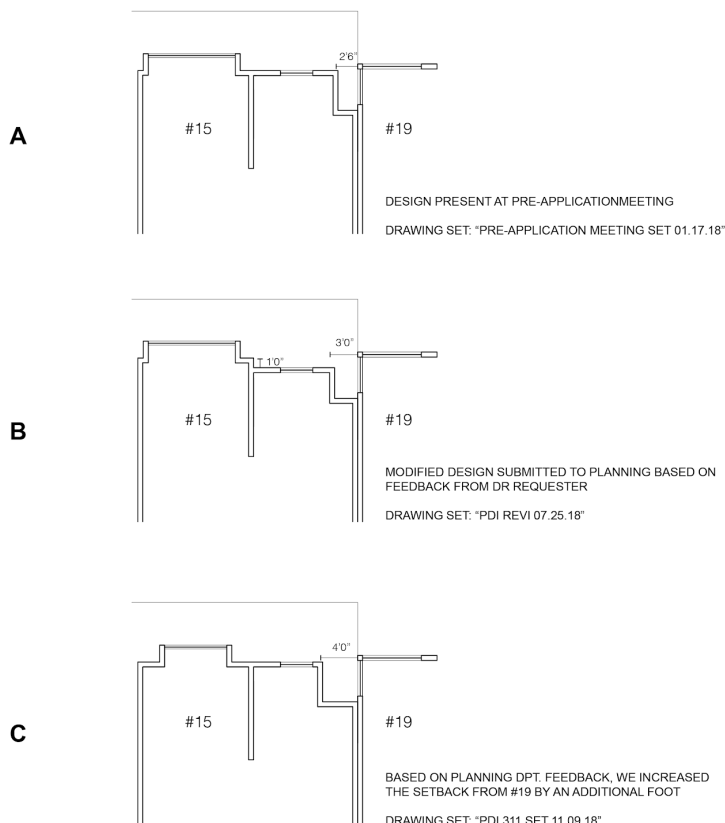 2'6"
A
#15
#19
DESIGN PRESENT AT PRE-APPLICATIONMEETING
DRAWING SET: “PRE-APPLICATION MEETING SET 01.17.18”
3'0"
1'0"
B
#15
#19
MODIFIED DESIGN SUBMITTED TO PLANNING BASED ON
FEEDBACK FROM DR REQUESTER
DRAWING SET: “PDI REVI 07.25.18”
4'0"
C
#15
#19
BASED ON PLANNING DPT. FEEDBACK, WE INCREASED
THE SETBACK FROM #19 BY AN ADDITIONAL FOOT
DRAWING SET: “PDI 311 SET 11.09.18”